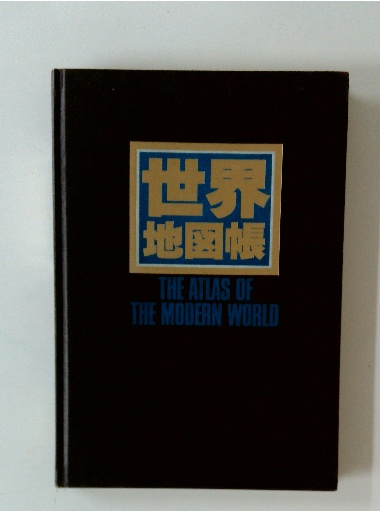 世界
地図帳
THE ATLAS OF
THE MODERN WORLD